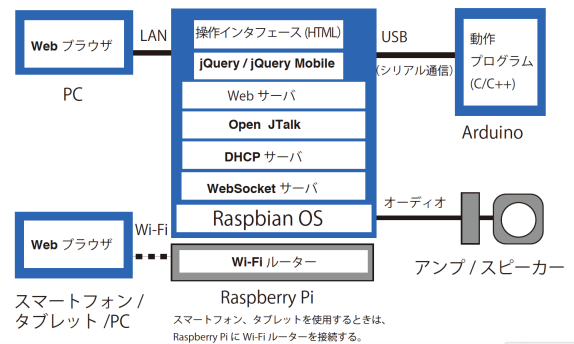 Web ブラウザ
PC
LAN
操作インタフェース (HTML)
jQuery / jQuery Mobile
Web サーバ
Open JTalk
DHCP サーバ
WebSocket サーバ
Raspbian OS
USB
(シリアル通信)
動作
プログラム
(C/C++)
Arduino
オーディオ
アンプ / スピーカー
Web ブラウザ
Wi-Fi
スマートフォン /
タブレット /PC
Wi-Fi ルーター
Raspberry Pi
スマートフォン、タブレットを使用するときは、
Raspberry Pi に Wi-Fi ルーターを接続する。